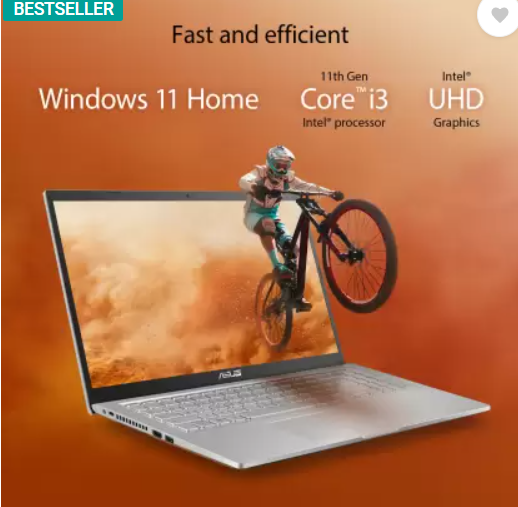 BESTSELLER
Fast and efficient
Windows 11 Home
11th Gen
Core™ i3
Intel® processor
Intel®
UHD
Graphics
ASUS